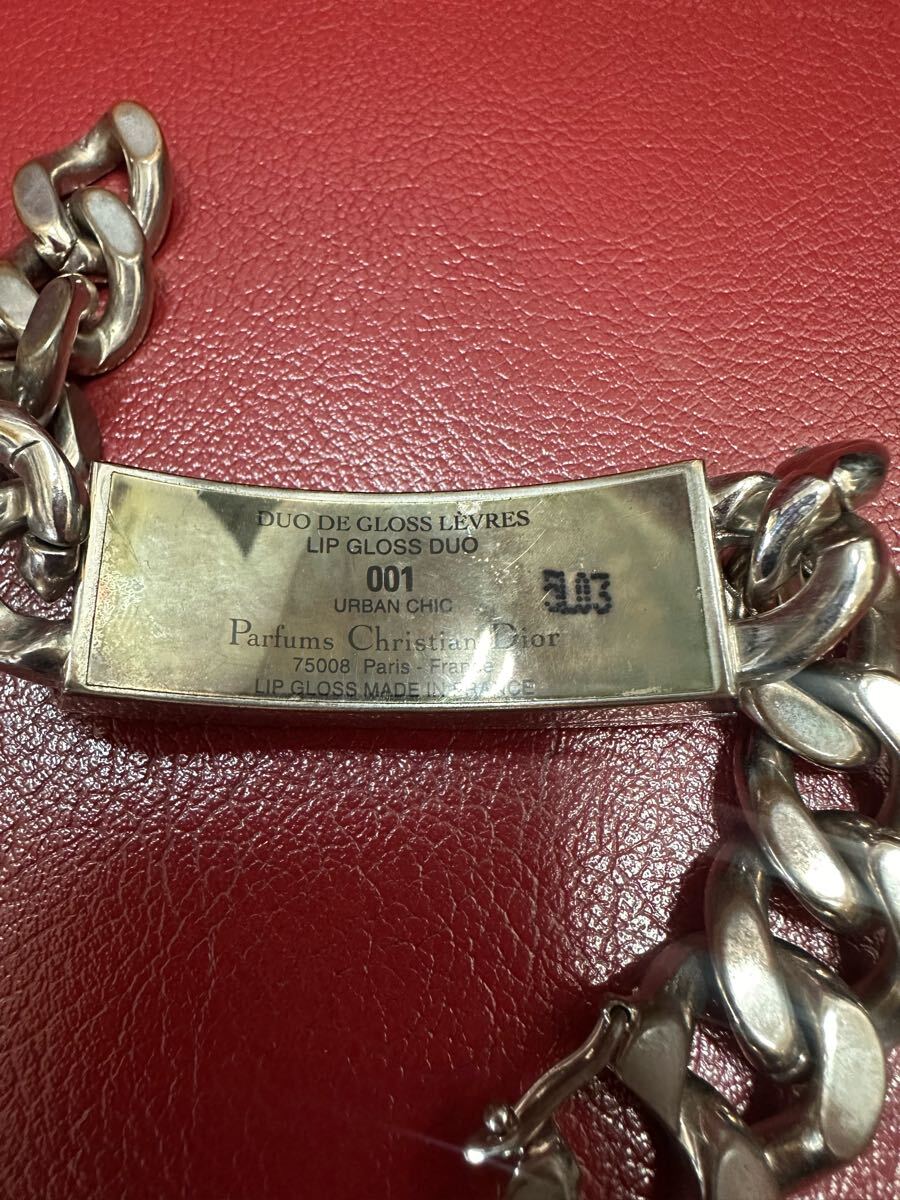 DUO DE GLOSS LÈVRES
LIP GLOSS DUO
001
URBAN CHIC
Parfums Christian Dior
75008 Paris - France
LIP GLOSS MADE IN FRANCE